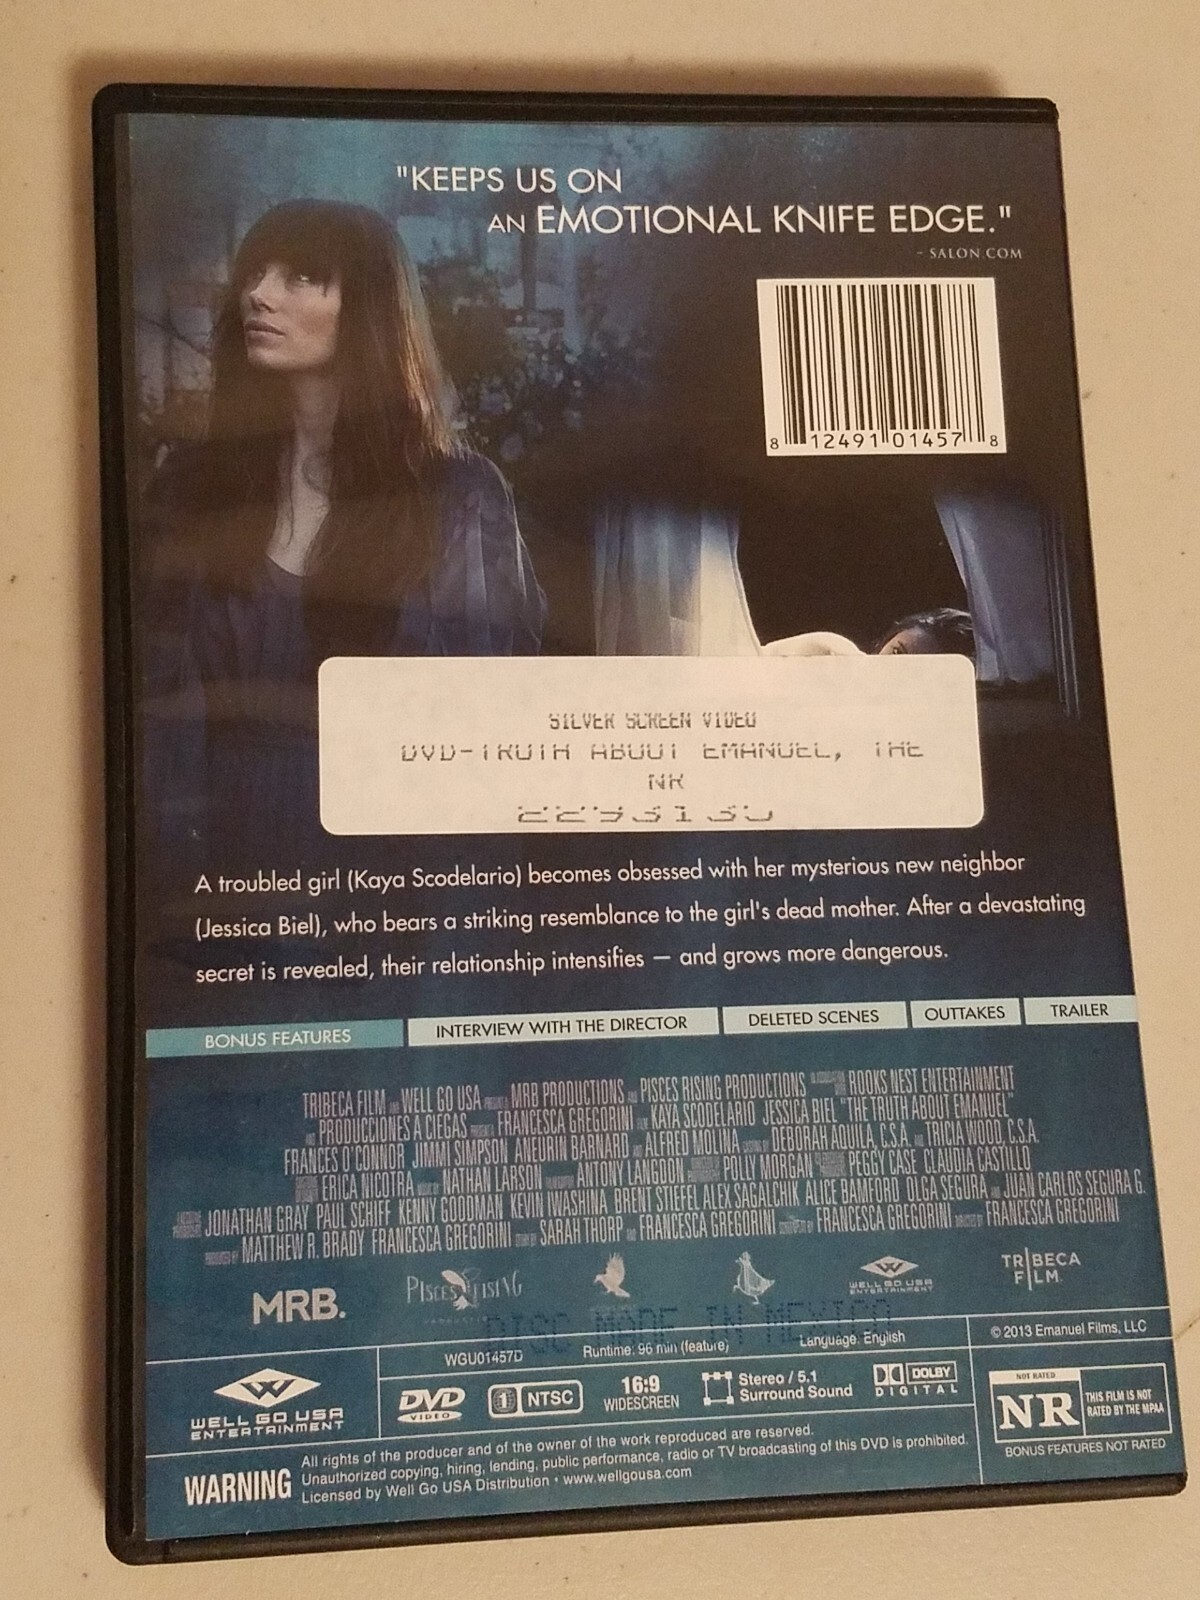 "KEEPS US ON
AN EMOTIONAL KNIFE EDGE."
- SALON.COM
8 12491 01457 8
SILVER SCREEN VIDEO
DVD-TRUTH ABOUT EMANUEL, THE
NR
A troubled girl (Kaya Scodelario) becomes obsessed with her mysterious new neighbor
(Jessica Biel), who bears a striking resemblance to the girl's dead mother. After a devastating
secret is revealed, their relationship intensifies — and grows more dangerous.
BONUS FEATURES INTERVIEW WITH THE DIRECTOR DELETED SCENES OUTTAKES TRAILER
TRIBECA FILM WELL GO USA MRB PRODUCTIONS PISCES RISING PRODUCTIONS ROOKS NEST ENTERTAINMENT
PRODUCCIONES A CIEGAS FRANCESCA GREGORINI KAYA SCODELARIO JESSICA BIEL "THE TRUTH ABOUT EMANUEL"
FRANCES O'CONNOR JIMMI SIMPSON ANEURIN BARNARD AND ALFRED MOLINA DEBORAH AQUILA, C.S.A. TRICIA WOOD, C.S.A.
ERICA NICOTRA NATHAN LARSON ANTONY LANGDON POLLY MORGAN PEGGY CASE CLAUDIA CASTILLO
JONATHAN GRAY PAUL SCHIFF KENNY GOODMAN KEVIN IWASHINA BRENT STIEFEL ALEX SAGALCHIK ALICE BAMFORD OLGA SEGURA JUAN CARLOS SEGURA G.
MATTHEW R. BRADY FRANCESCA GREGORINI SARAH THORP FRANCESCA GREGORINI FRANCESCA GREGORINI FRANCESCA GREGORINI
MRB. PISCES RISING WELL GO USA ENTERTAINMENT TRIBECA FILM.
DISC MADE IN MEXICO
WGU01457D Runtime: 96 min (feature) Language: English © 2013 Emanuel Films, LLC
WELL GO USA
ENTERTAINMENT
DVD VIDEO 1 NTSC 16:9 WIDESCREEN Stereo / 5.1 Surround Sound DOLBY DIGITAL
NOT RATED
NR THIS FILM IS NOT RATED BY THE MPAA
BONUS FEATURES NOT RATED
WARNING All rights of the producer and of the owner of the work reproduced are reserved.
Unauthorized copying, hiring, lending, public performance, radio or TV broadcasting of this DVD is prohibited.
Licensed by Well Go USA Distribution • www.wellgousa.com